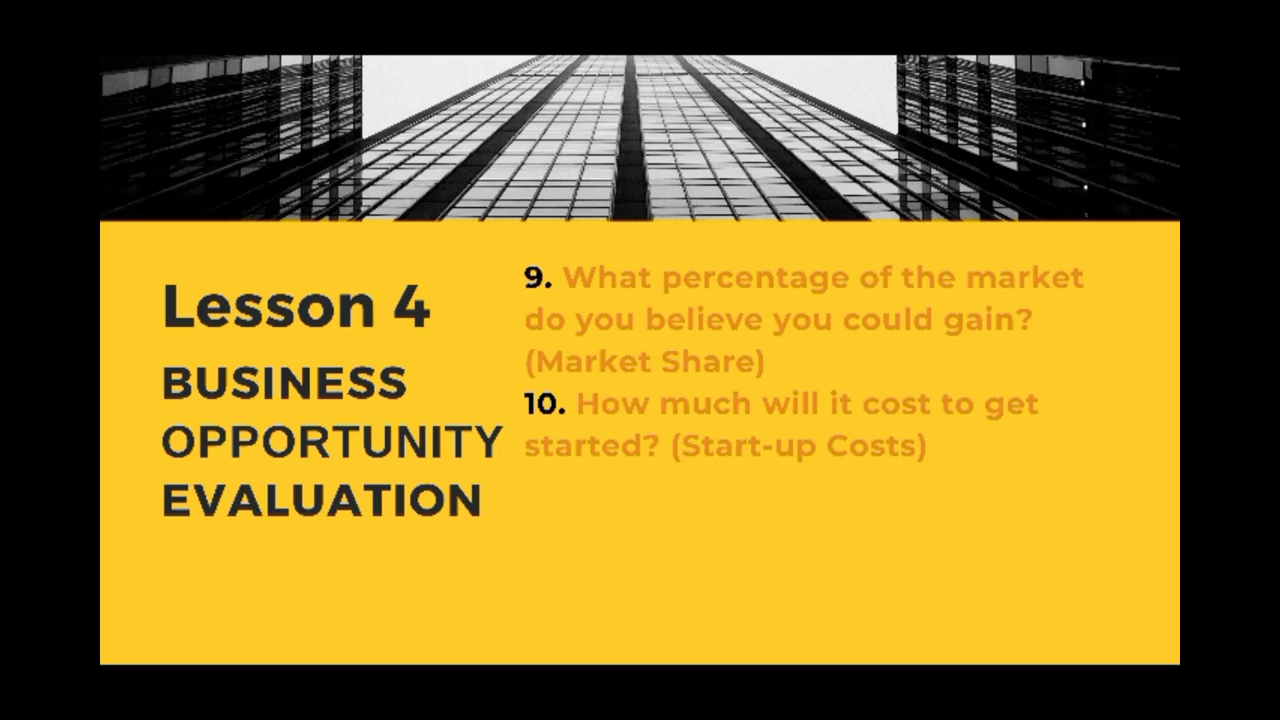 Lesson 4
BUSINESS
OPPORTUNITY
EVALUATION
9. What percentage of the market
do you believe you could gain?
(Market Share)
10. How much will it cost to get
started? (Start-up Costs)